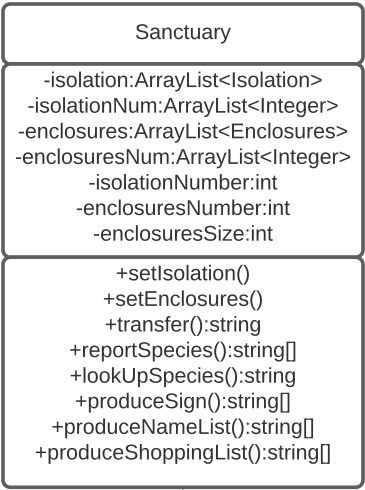 Sanctuary
-isolation:ArrayList<Isolation>
-isolationNum:ArrayList<Integer>
-enclosures:ArrayList<Enclosures>
-enclosuresNum:ArrayList<Integer>
-isolationNumber:int
-enclosuresNumber:int
-enclosuresSize:int
+setIsolation()
+setEnclosures()
+transfer():string
+reportSpecies():string[]
+lookUpSpecies():string
+produceSign():string[]
+produceNameList():string[]
+produceShoppingList():string[]